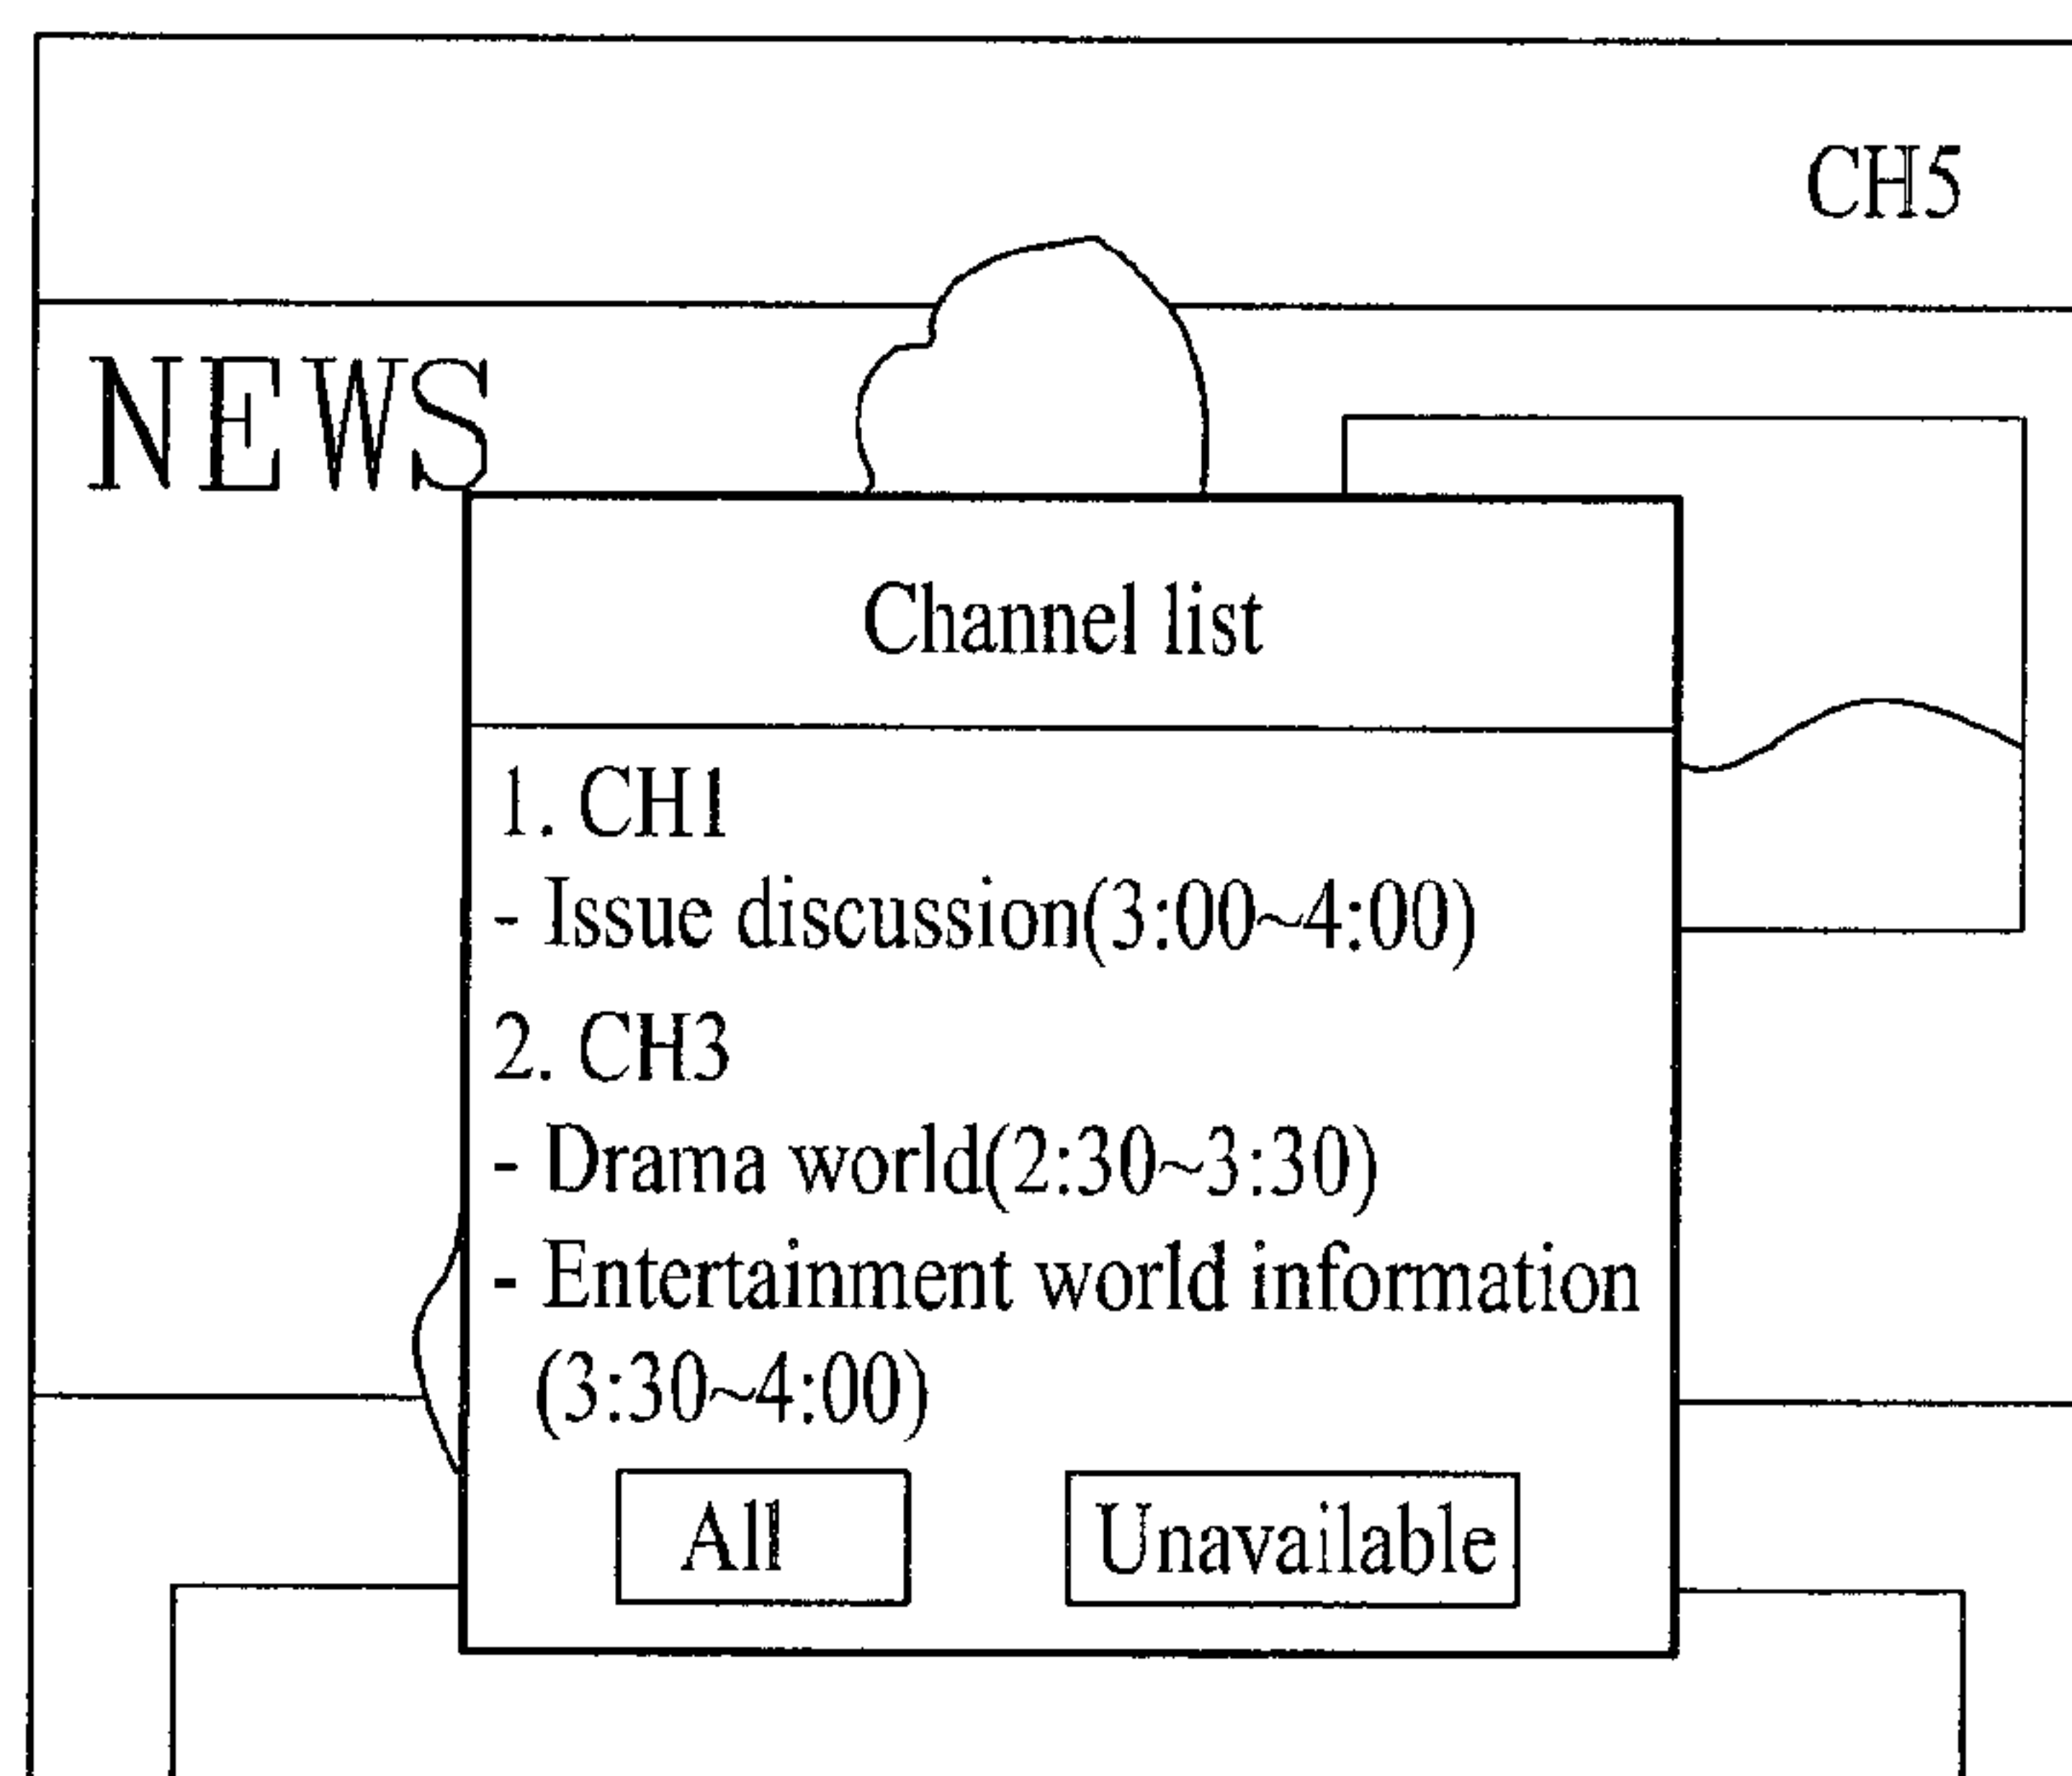 CH5
NEWS
Channel list
1. CH1
- Issue discussion(3:00~4:00)
2. CH3
- Drama world(2:30~3:30)
- Entertainment world information
(3:30~4:00)
All
Unavailable